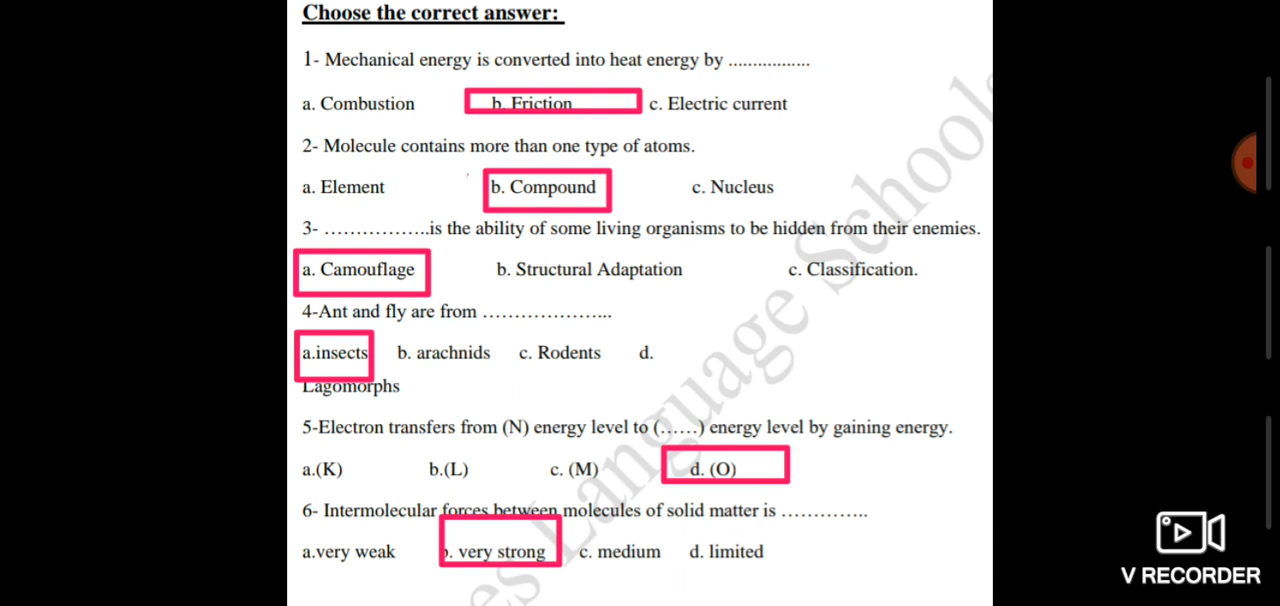 Choose the correct answer:
1- Mechanical energy is converted into heat energy by .................
a. Combustion b. Friction c. Electric current
2- Molecule contains more than one type of atoms.
a. Element b. Compound c. Nucleus
3- ……………..is the ability of some living organisms to be hidden from their enemies.
a. Camouflage b. Structural Adaptation c. Classification.
4-Ant and fly are from ………………...
a.insects b. arachnids c. Rodents d.
Lagomorphs
5-Electron transfers from (N) energy level to (……) energy level by gaining energy.
a.(K) b.(L) c. (M) d. (O)
6- Intermolecular forces between molecules of solid matter is …………..
a.very weak b. very strong c. medium d. limited
es Language Schools
V RECORDER